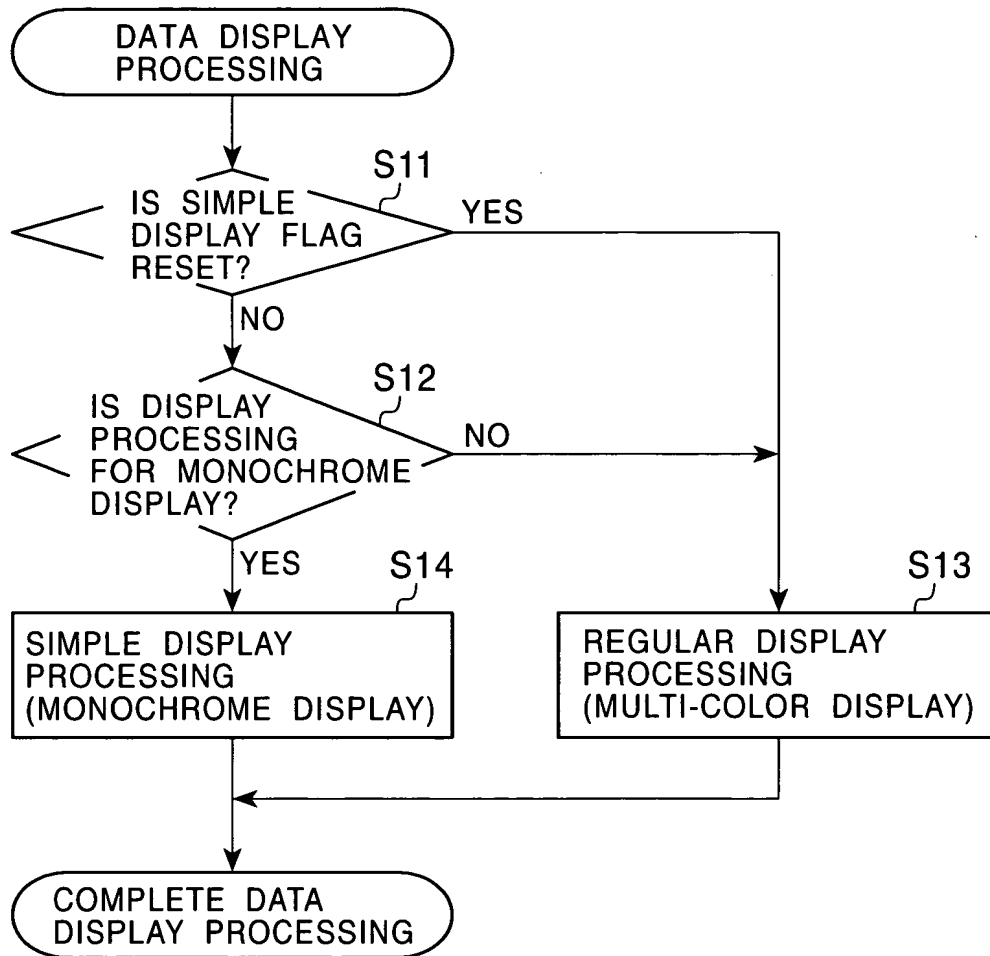 DATA DISPLAY
PROCESSING
S11
IS SIMPLE
DISPLAY FLAG
RESET?
YES
NO
S12
IS DISPLAY
PROCESSING
FOR MONOCHROME
DISPLAY?
NO
YES
S14
SIMPLE DISPLAY
PROCESSING
(MONOCHROME DISPLAY)
S13
REGULAR DISPLAY
PROCESSING
(MULTI-COLOR DISPLAY)
COMPLETE DATA
DISPLAY PROCESSING